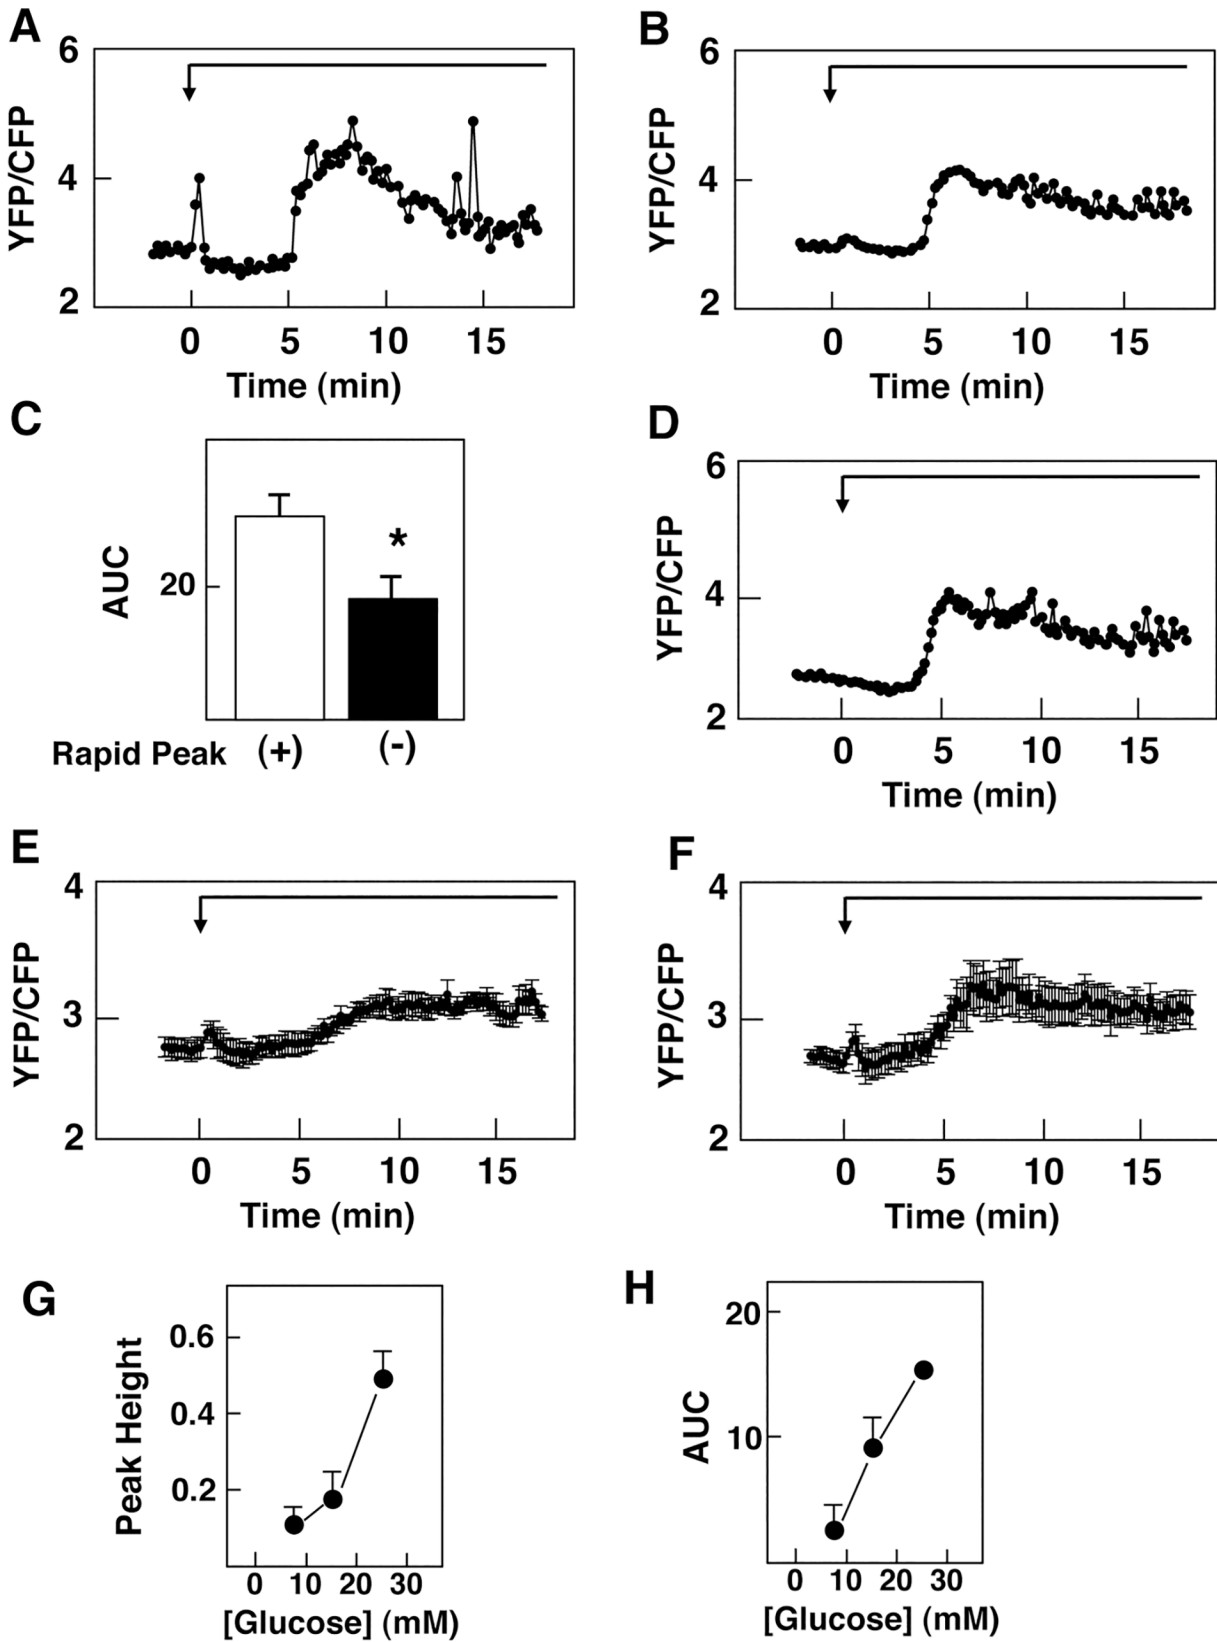 A
6
4
2
YFP/CFP
0 5 10 15
Time (min)
B
6
4
2
YFP/CFP
0 5 10 15
Time (min)
C
AUC
20
*
Rapid Peak (+) (-)
D
6
4
2
YFP/CFP
0 5 10 15
Time (min)
E
4
3
2
YFP/CFP
0 5 10 15
Time (min)
F
4
3
2
YFP/CFP
0 5 10 15
Time (min)
G
Peak Height
0.6
0.4
0.2
0 10 20 30
[Glucose] (mM)
H
AUC
20
10
0 10 20 30
[Glucose] (mM)